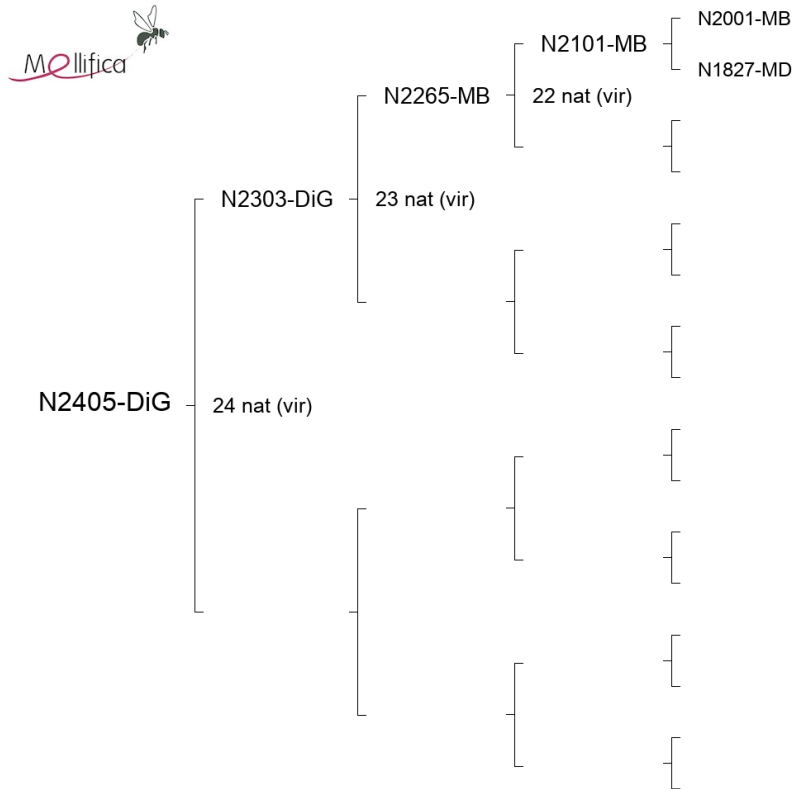 Mellifica
N2001-MB
N2101-MB
N1827-MD
N2265-MB
22 nat (vir)
N2303-DiG
23 nat (vir)
N2405-DiG
24 nat (vir)